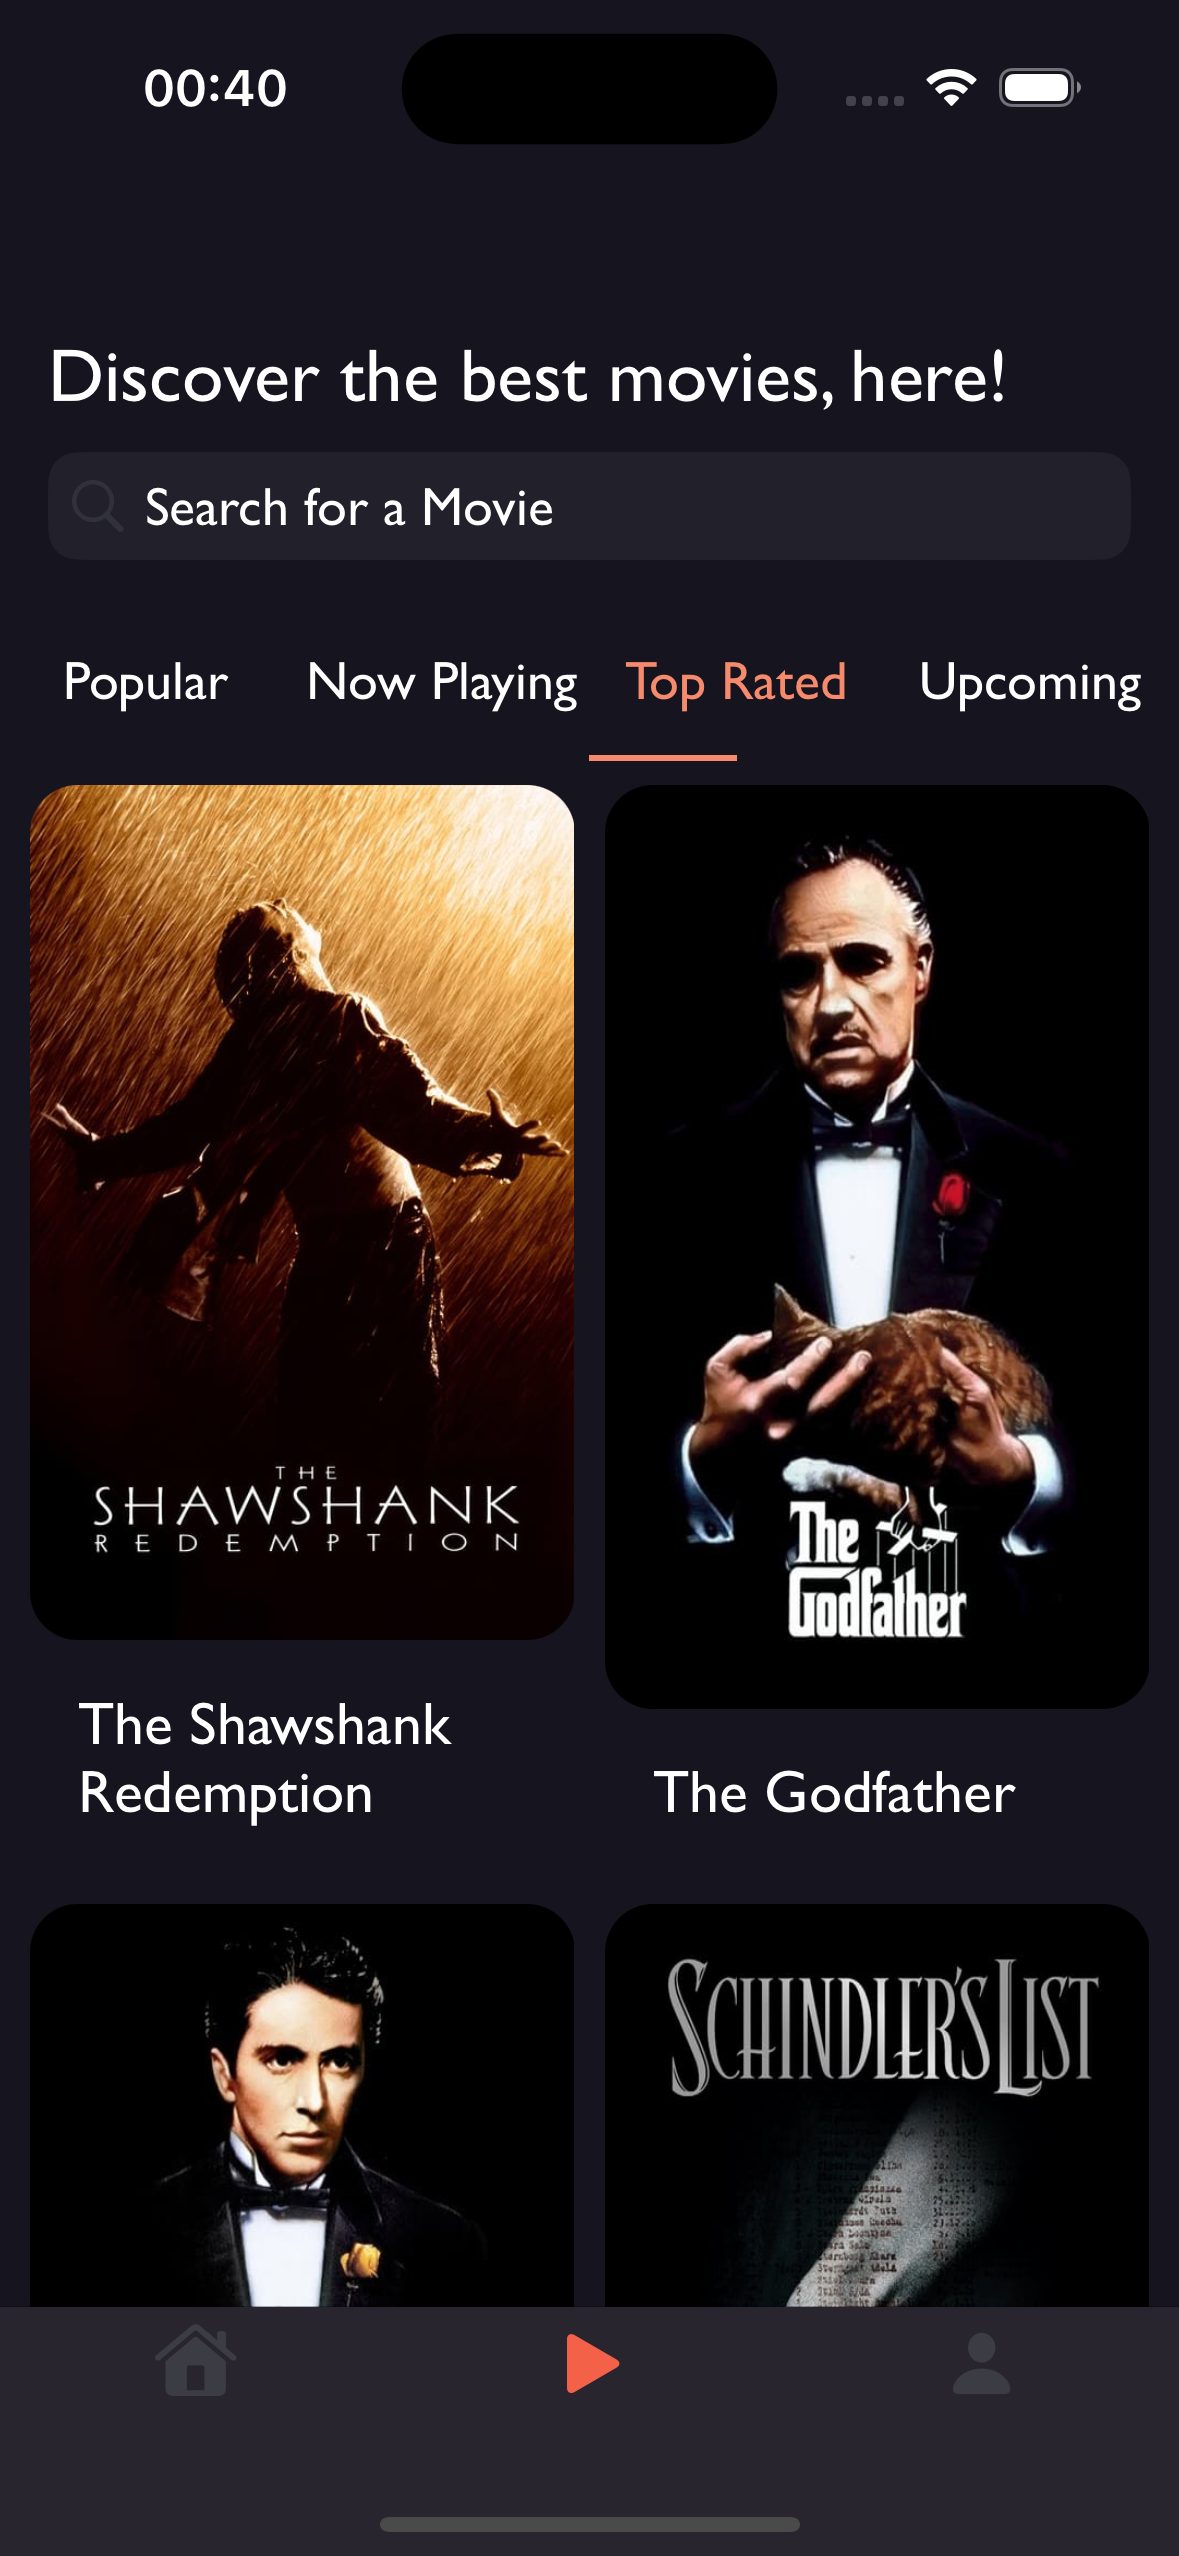 00:40
Discover the best movies, here!
Search for a Movie
Popular
Now Playing
Top Rated
Upcoming
THE
SHAWSHANK
REDEMPTION
The
Godfather
The Shawshank
Redemption
The Godfather
SCHINDLER'S LIST